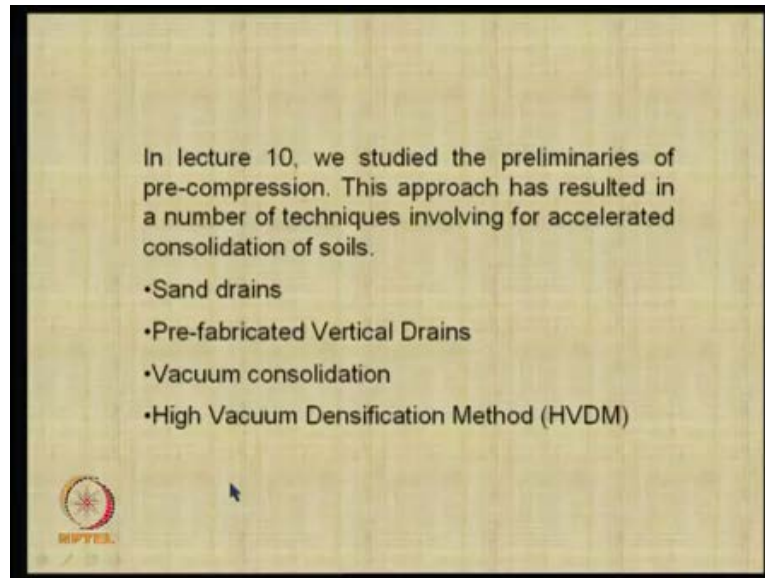 In lecture 10, we studied the preliminaries of
pre-compression. This approach has resulted in
a number of techniques involving for accelerated
consolidation of soils.
•Sand drains
•Pre-fabricated Vertical Drains
•Vacuum consolidation
•High Vacuum Densification Method (HVDM)
NPTEL